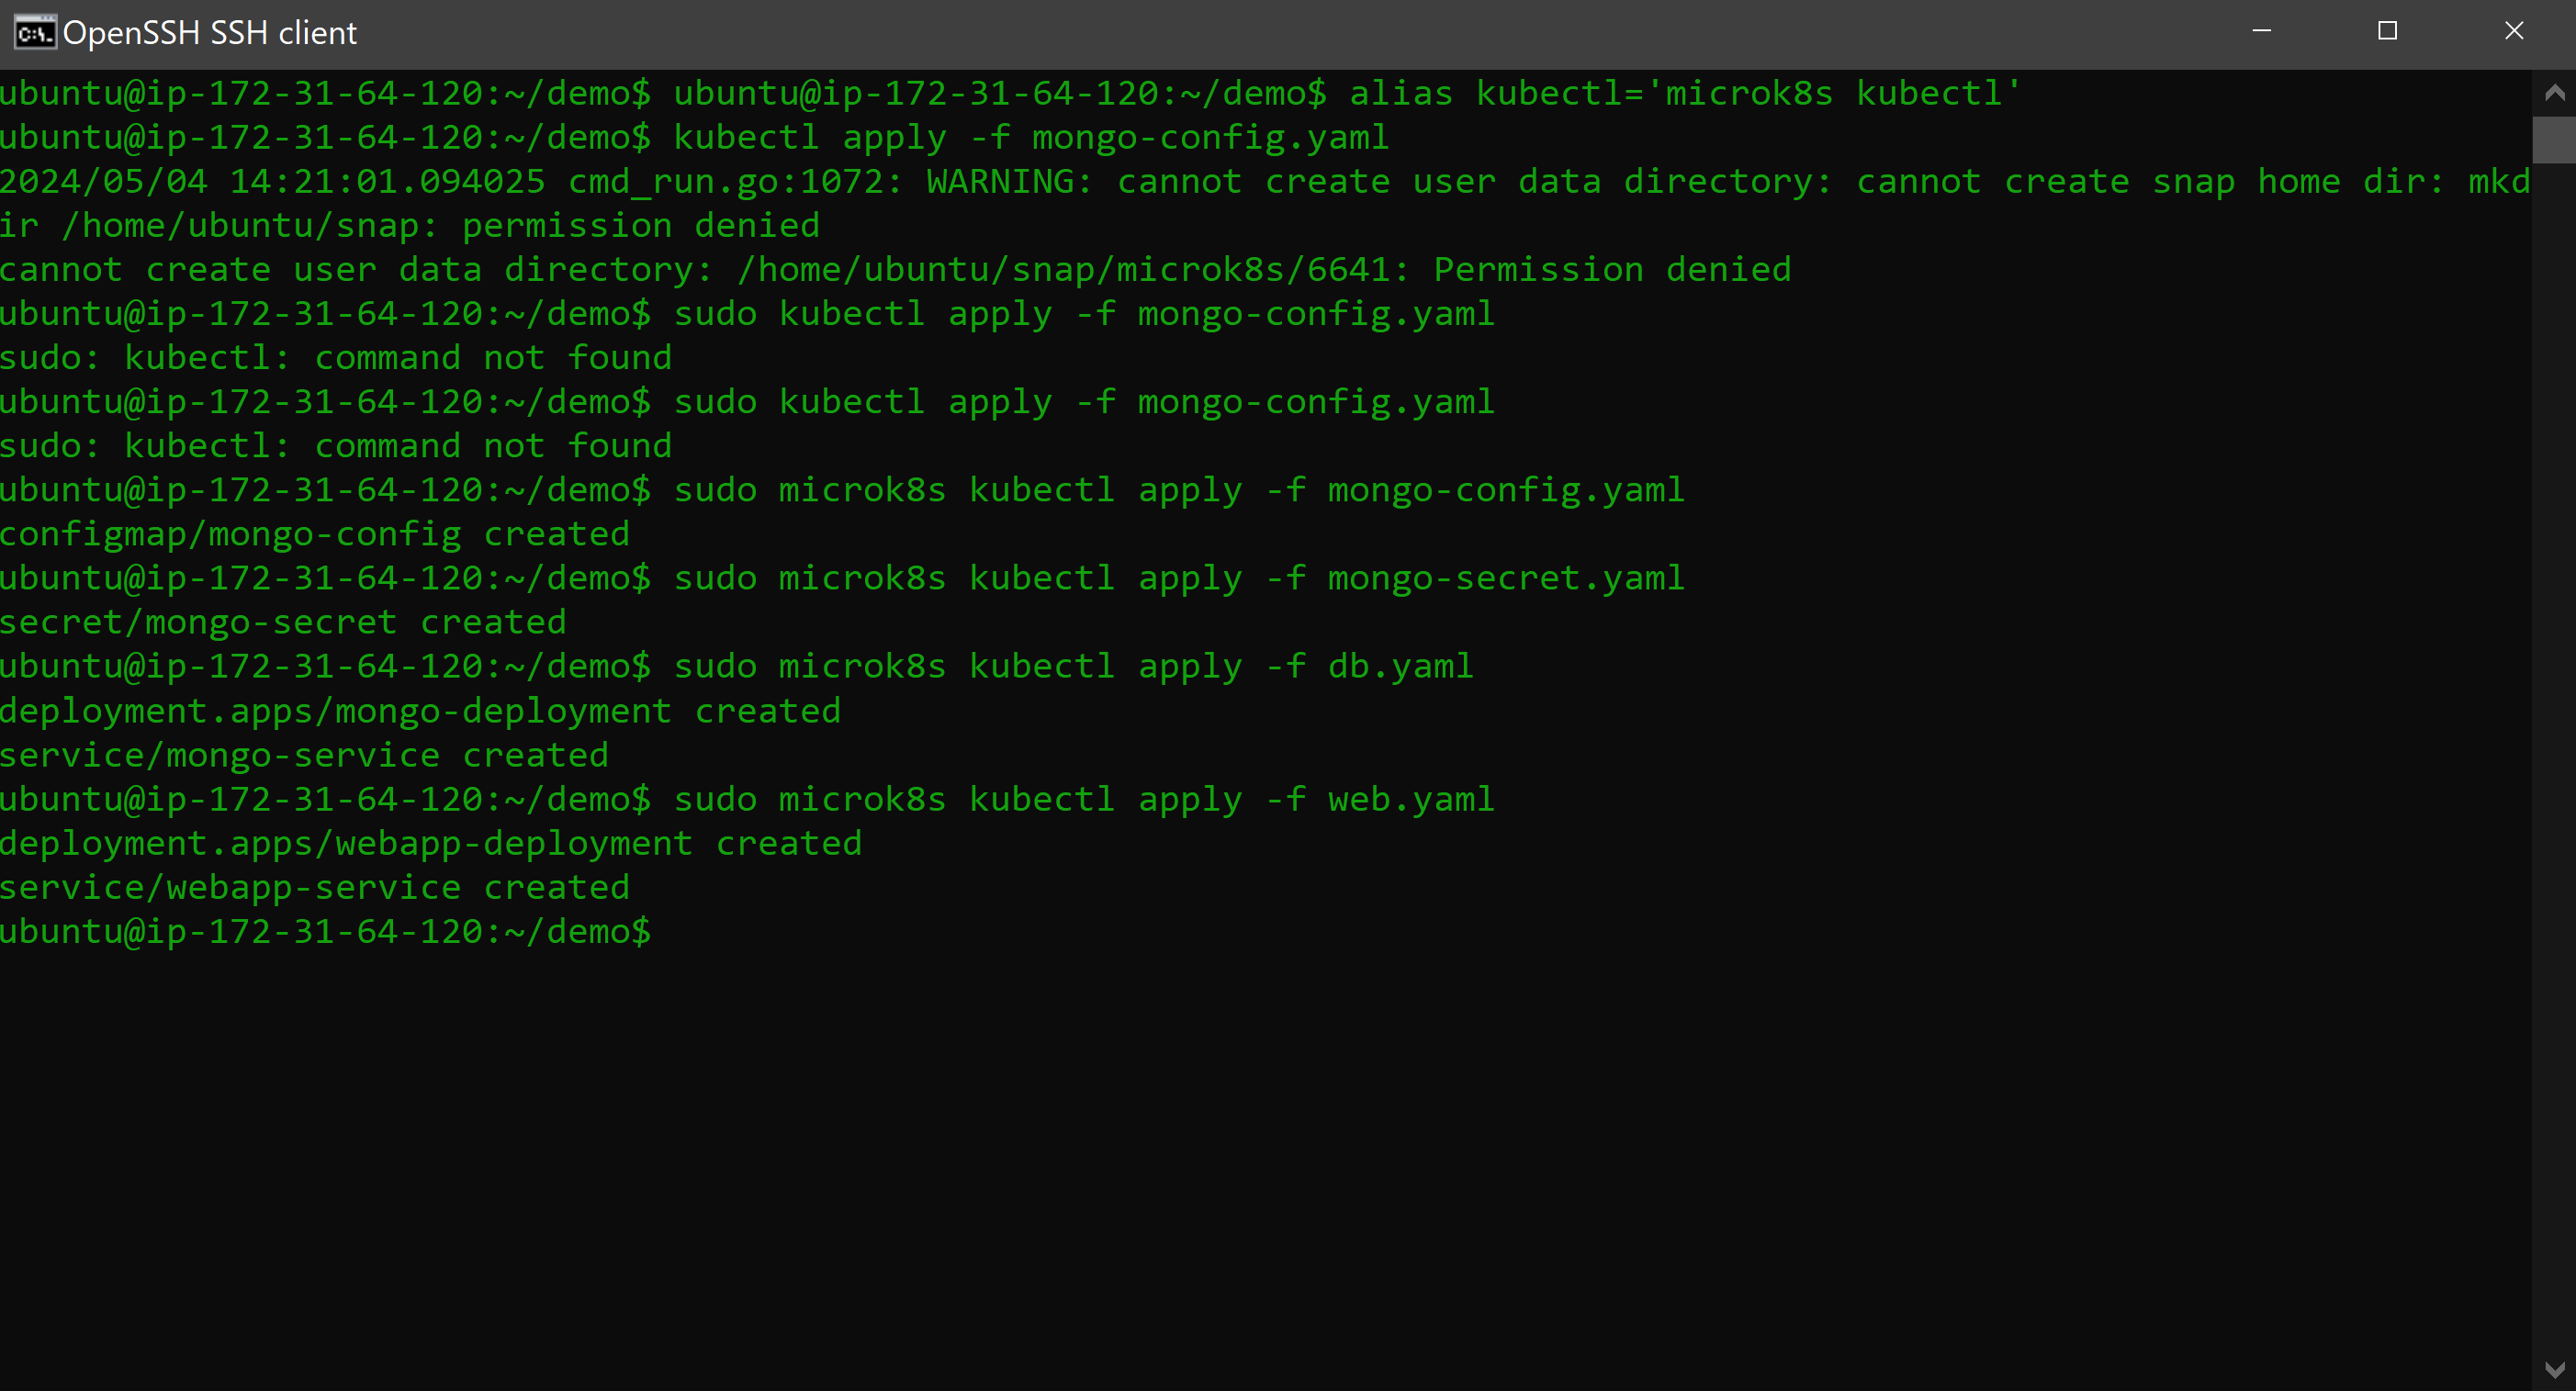 C:\_ OpenSSH SSH client
ubuntu@ip-172-31-64-120:~/demo$ ubuntu@ip-172-31-64-120:~/demo$ alias kubectl='microk8s kubectl'
ubuntu@ip-172-31-64-120:~/demo$ kubectl apply -f mongo-config.yaml
2024/05/04 14:21:01.094025 cmd_run.go:1072: WARNING: cannot create user data directory: cannot create snap home dir: mkd
ir /home/ubuntu/snap: permission denied
cannot create user data directory: /home/ubuntu/snap/microk8s/6641: Permission denied
ubuntu@ip-172-31-64-120:~/demo$ sudo kubectl apply -f mongo-config.yaml
sudo: kubectl: command not found
ubuntu@ip-172-31-64-120:~/demo$ sudo kubectl apply -f mongo-config.yaml
sudo: kubectl: command not found
ubuntu@ip-172-31-64-120:~/demo$ sudo microk8s kubectl apply -f mongo-config.yaml
configmap/mongo-config created
ubuntu@ip-172-31-64-120:~/demo$ sudo microk8s kubectl apply -f mongo-secret.yaml
secret/mongo-secret created
ubuntu@ip-172-31-64-120:~/demo$ sudo microk8s kubectl apply -f db.yaml
deployment.apps/mongo-deployment created
service/mongo-service created
ubuntu@ip-172-31-64-120:~/demo$ sudo microk8s kubectl apply -f web.yaml
deployment.apps/webapp-deployment created
service/webapp-service created
ubuntu@ip-172-31-64-120:~/demo$